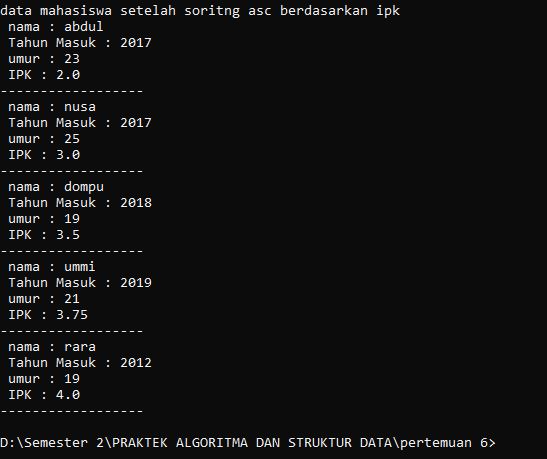 data mahasiswa setelah soritng asc berdasarkan ipk
nama : abdul
Tahun Masuk : 2017
umur : 23
IPK : 2.0
------------------
nama : nusa
Tahun Masuk : 2017
umur : 25
IPK : 3.0
------------------
nama : dompu
Tahun Masuk : 2018
umur : 19
IPK : 3.5
------------------
nama : ummi
Tahun Masuk : 2019
umur : 21
IPK : 3.75
------------------
nama : rara
Tahun Masuk : 2012
umur : 19
IPK : 4.0
------------------
D:\Semester 2\PRAKTEK ALGORITMA DAN STRUKTUR DATA\pertemuan 6>